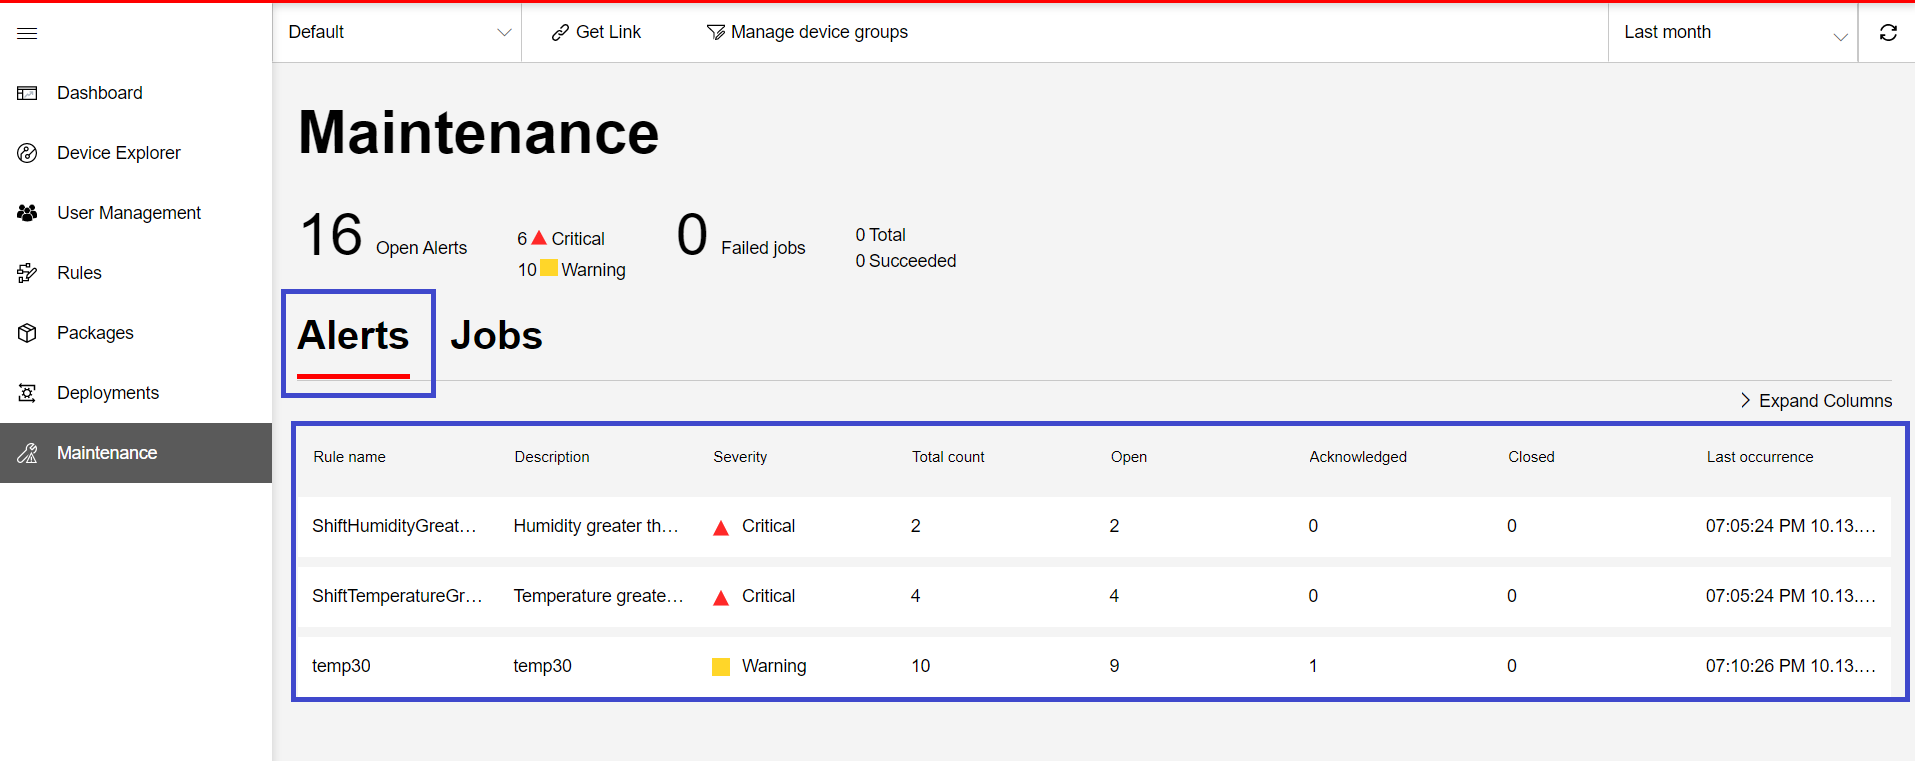 Default
Get Link
Manage device groups
Last month
Dashboard
Device Explorer
User Management
Rules
Packages
Deployments
Maintenance
Maintenance
16 Open Alerts
6 Critical
10 Warning
0 Failed jobs
0 Total
0 Succeeded
Alerts
Jobs
Expand Columns
Rule name Description Severity Total count Open Acknowledged Closed Last occurrence
ShiftHumidityGreat... Humidity greater th... Critical 2 2 0 0 07:05:24 PM 10.13....
ShiftTemperatureGr... Temperature greate... Critical 4 4 0 0 07:05:24 PM 10.13....
temp30 temp30 Warning 10 9 1 0 07:10:26 PM 10.13....